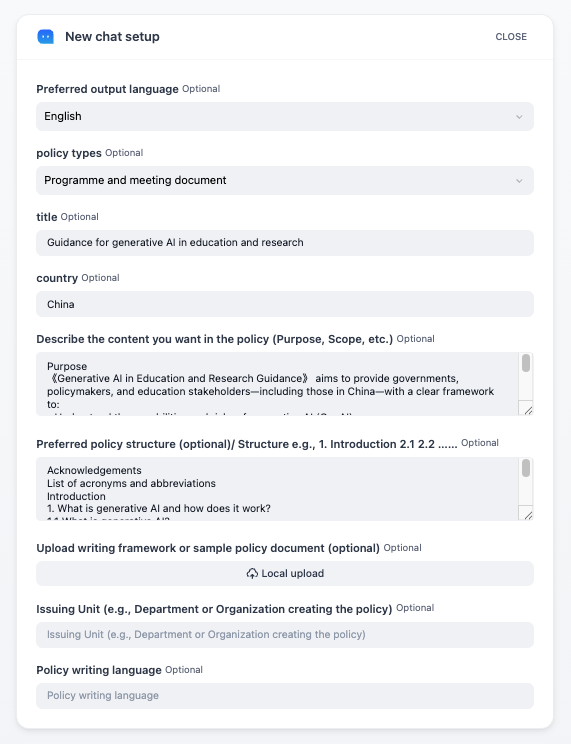 New chat setup
CLOSE
Preferred output language Optional
English
policy types Optional
Programme and meeting document
title Optional
Guidance for generative AI in education and research
country Optional
China
Describe the content you want in the policy (Purpose, Scope, etc.) Optional
Purpose
《Generative AI in Education and Research Guidance》 aims to provide governments,
policymakers, and education stakeholders—including those in China—with a clear framework
to:
Preferred policy structure (optional)/ Structure e.g., 1. Introduction 2.1 2.2 ...... Optional
Acknowledgements
List of acronyms and abbreviations
Introduction
1. What is generative AI and how does it work?
1.1 What is generative AI?
Upload writing framework or sample policy document (optional) Optional
Local upload
Issuing Unit (e.g., Department or Organization creating the policy) Optional
Issuing Unit (e.g., Department or Organization creating the policy)
Policy writing language Optional
Policy writing language